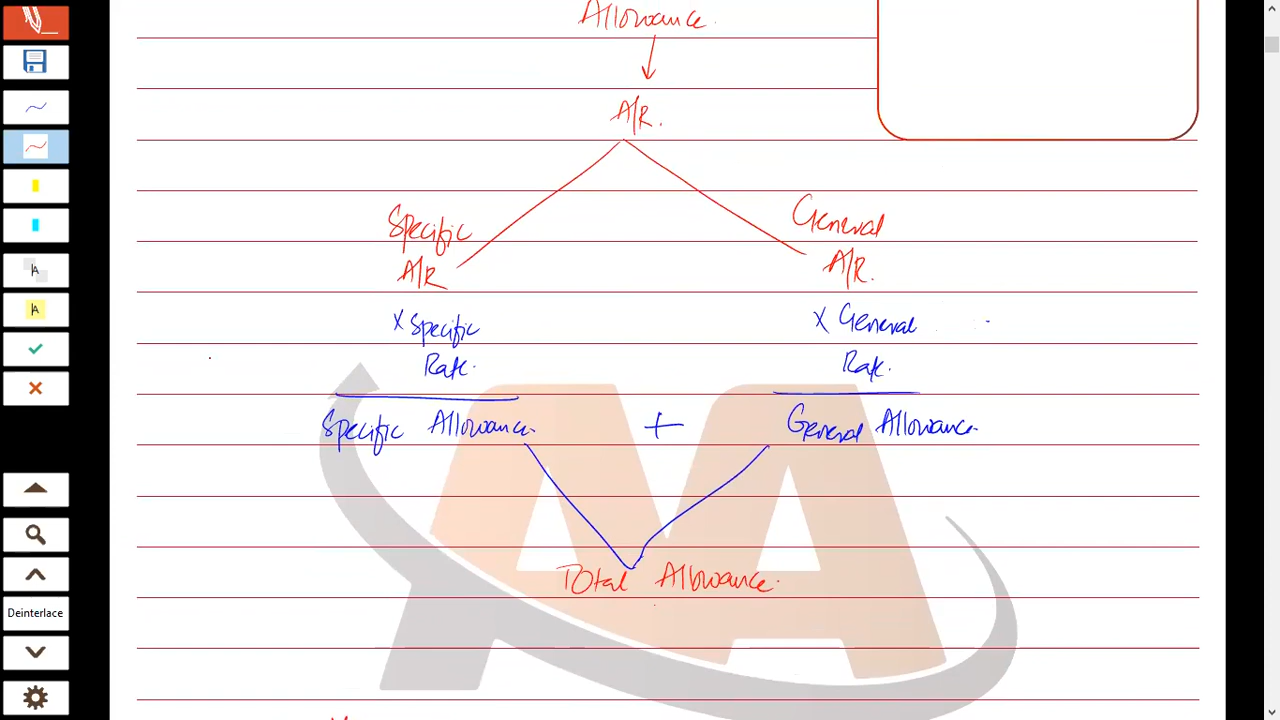 Allowance.
A/R.
Specific
A/R
General
A/R.
x Specific
Rate.
x General
Rate.
Specific Allowance.
+
General Allowance.
Total Allowance.
Deinterlace